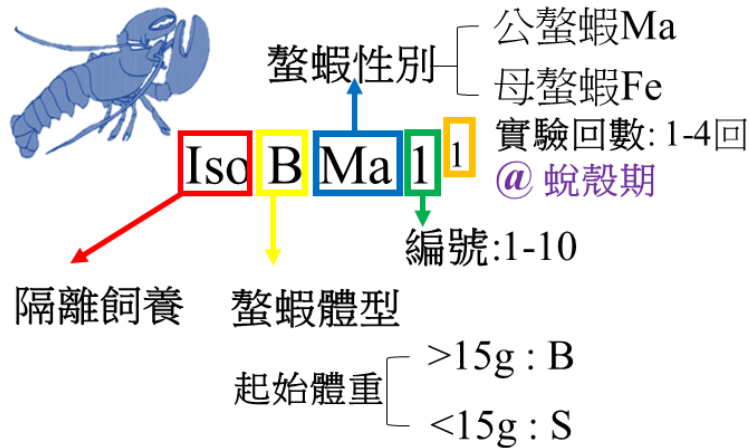 公螯蝦Ma
螯蝦性別
母螯蝦Fe
實驗回數: 1-4回
Iso B Ma 1 1
@ 蛻殼期
編號:1-10
隔離飼養
螯蝦體型
>15g : B
起始體重
<15g : S